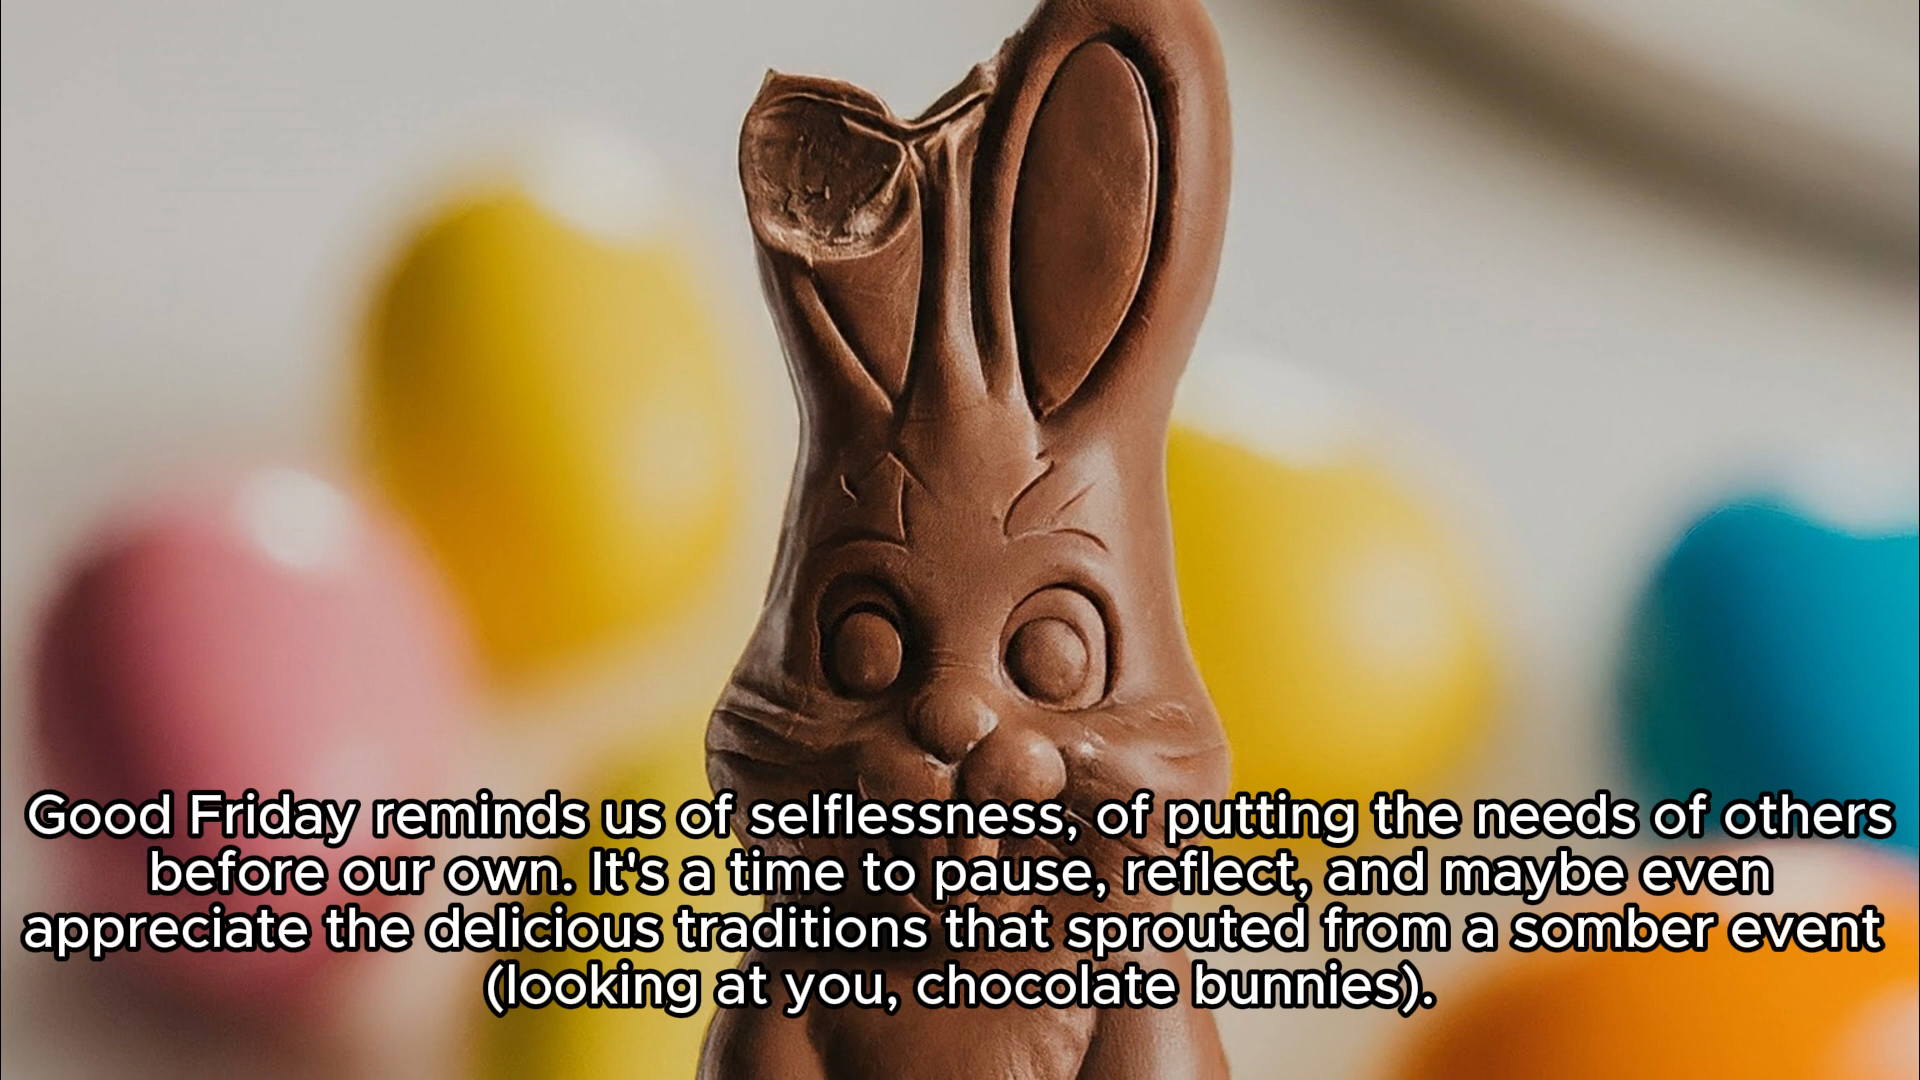 Good Friday reminds us of selflessness, of putting the needs of others
before our own. It's a time to pause, reflect, and maybe even
appreciate the delicious traditions that sprouted from a somber event
(looking at you, chocolate bunnies).